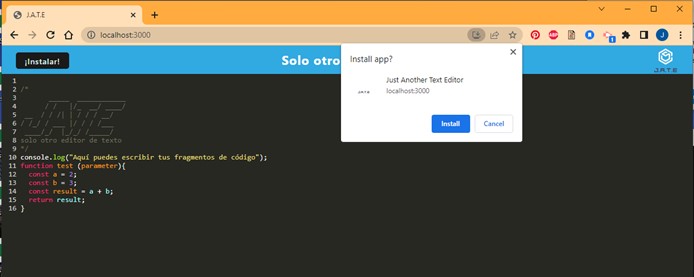 J.A.T.E
localhost:3000
¡Instalar!
Solo otro
J.A.T.E
Install app?
Just Another Text Editor
localhost:3000
Install
Cancel
1
2 /*
3
4
5
6
7
8 solo otro editor de texto
9 */
10 console.log("Aquí puedes escribir tus fragmentos de código");
11 function test (parameter){
12 const a = 2;
13 const b = 3;
14 const result = a + b;
15 return result;
16 }